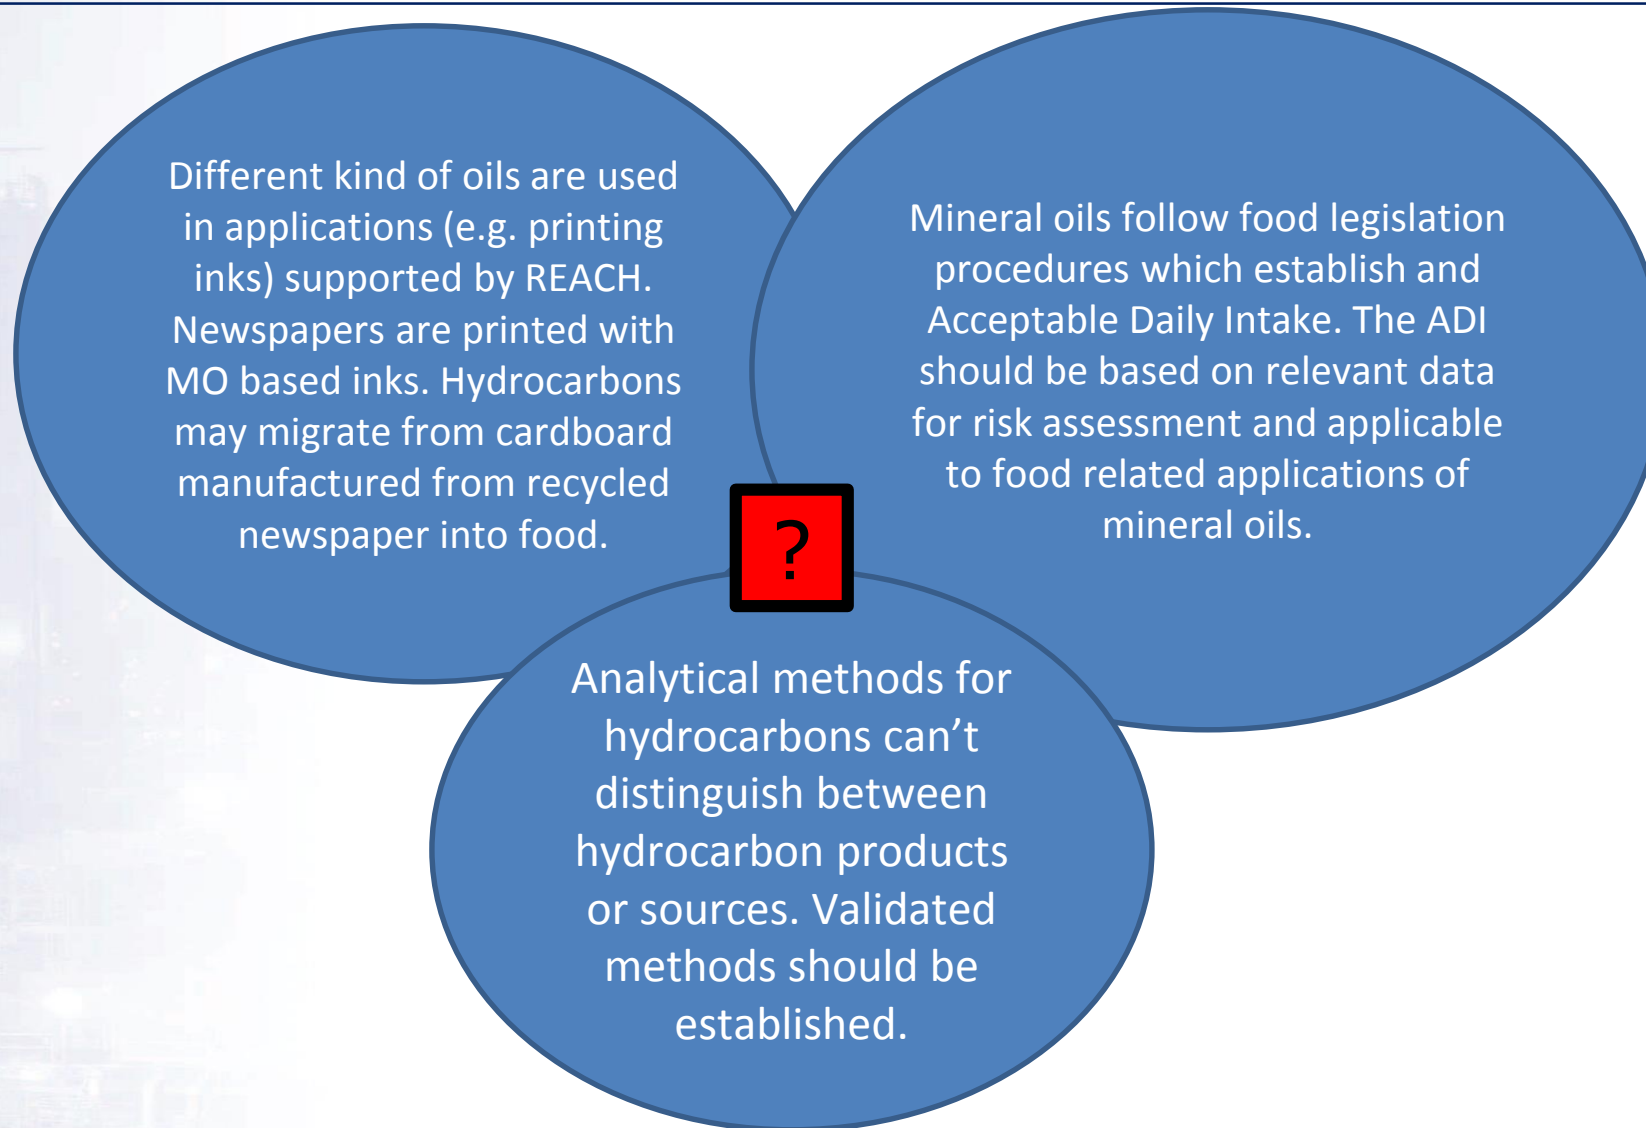 Different kind of oils are used
in applications (e.g. printing
inks) supported by REACH.
Newspapers are printed with
MO based inks. Hydrocarbons
may migrate from cardboard
manufactured from recycled
newspaper into food.
Mineral oils follow food legislation
procedures which establish and
Acceptable Daily Intake. The ADI
should be based on relevant data
for risk assessment and applicable
to food related applications of
mineral oils.
?
Analytical methods for
hydrocarbons can’t
distinguish between
hydrocarbon products
or sources. Validated
methods should be
established.